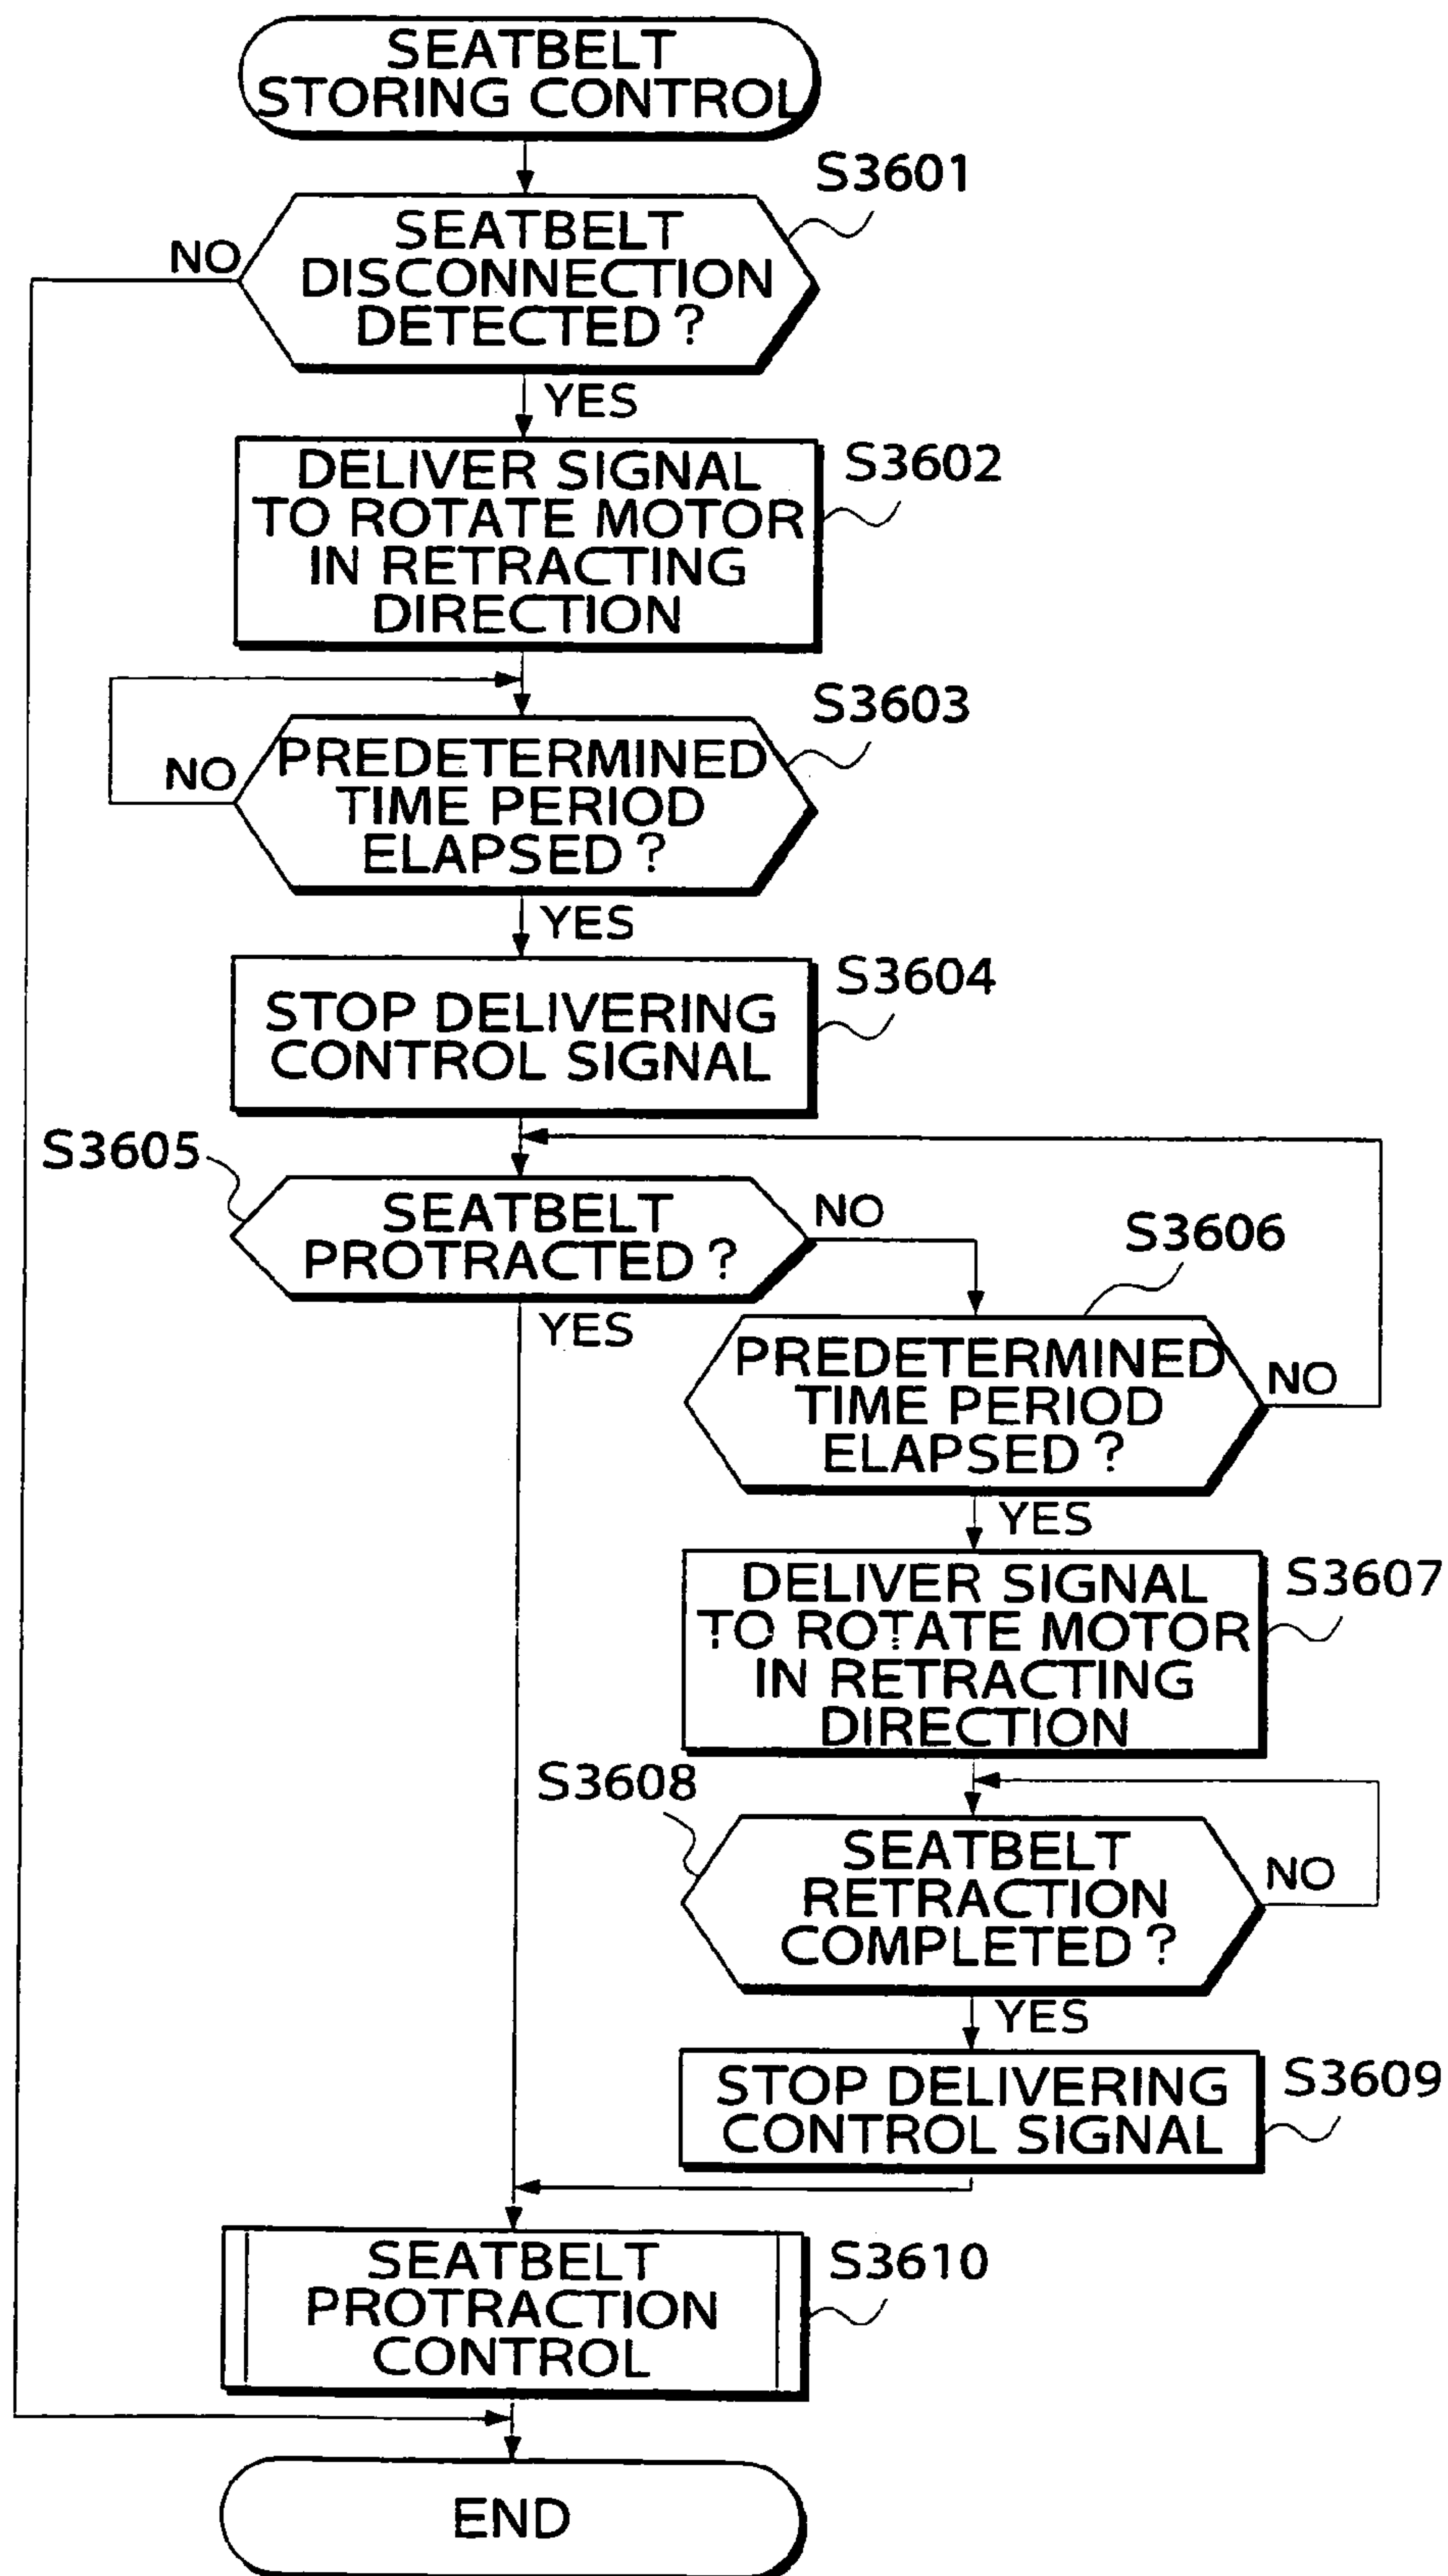 SEATBELT
STORING CONTROL
S3601
SEATBELT
DISCONNECTION
DETECTED ?
NO
YES
S3602
DELIVER SIGNAL
TO ROTATE MOTOR
IN RETRACTING
DIRECTION
S3603
PREDETERMINED
TIME PERIOD
ELAPSED ?
NO
YES
S3604
STOP DELIVERING
CONTROL SIGNAL
S3605
SEATBELT
PROTRACTED ?
NO
YES
S3606
PREDETERMINED
TIME PERIOD
ELAPSED ?
NO
YES
S3607
DELIVER SIGNAL
TO ROTATE MOTOR
IN RETRACTING
DIRECTION
S3608
SEATBELT
RETRACTION
COMPLETED ?
NO
YES
S3609
STOP DELIVERING
CONTROL SIGNAL
S3610
SEATBELT
PROTRACTION
CONTROL
END